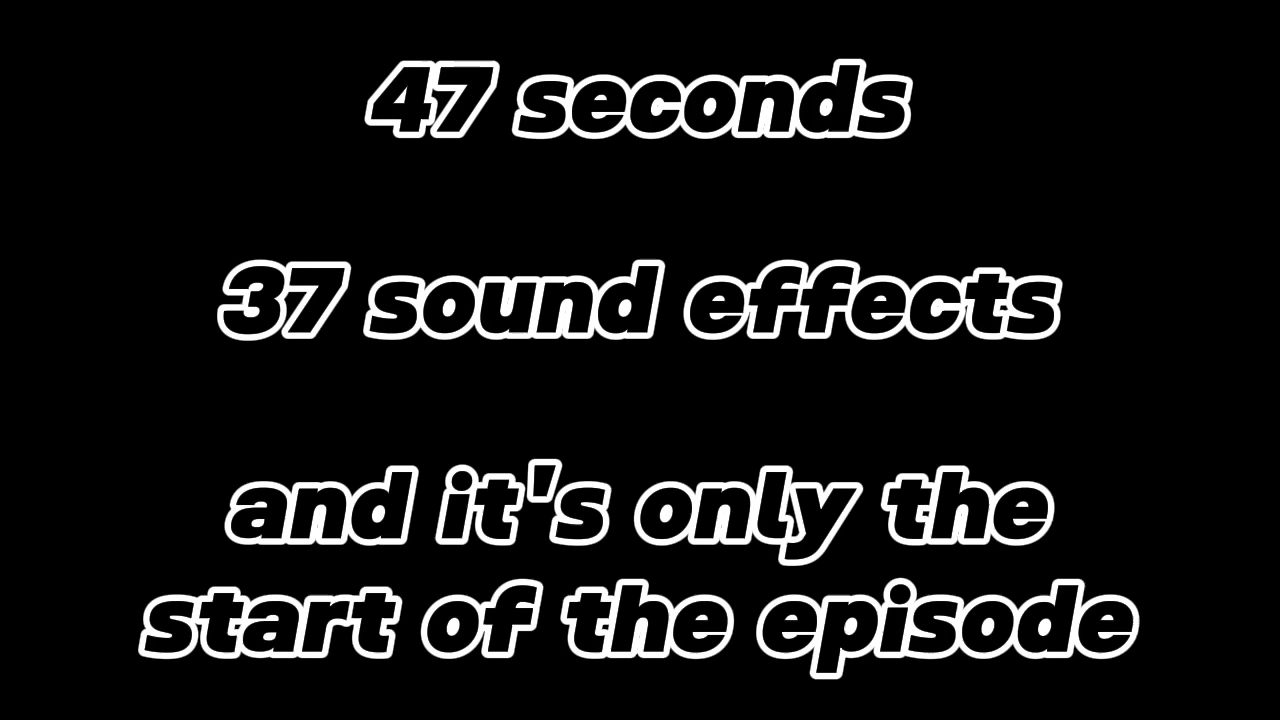 47 seconds
37 sound effects
and it's only the
start of the episode